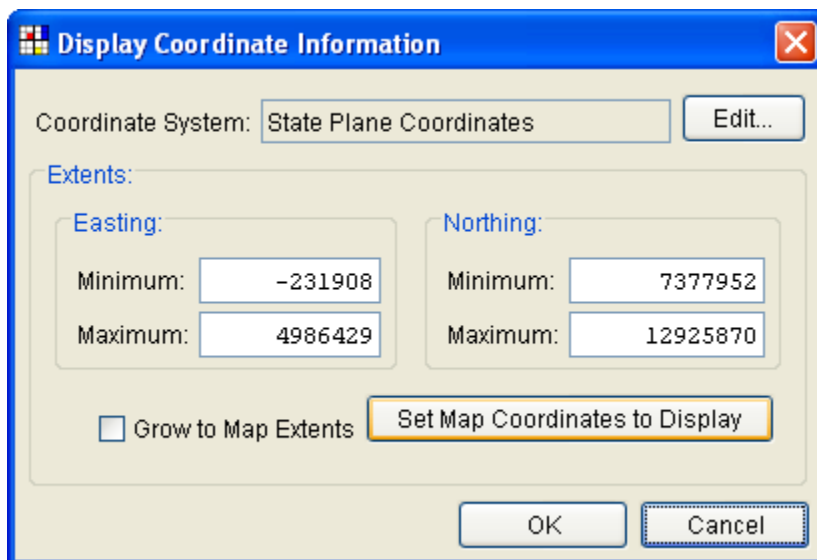 Display Coordinate Information
Coordinate System: State Plane Coordinates Edit...
Extents:
Easting: Northing:
Minimum: -231908 Minimum: 7377952
Maximum: 4986429 Maximum: 12925870
Grow to Map Extents Set Map Coordinates to Display
OK Cancel